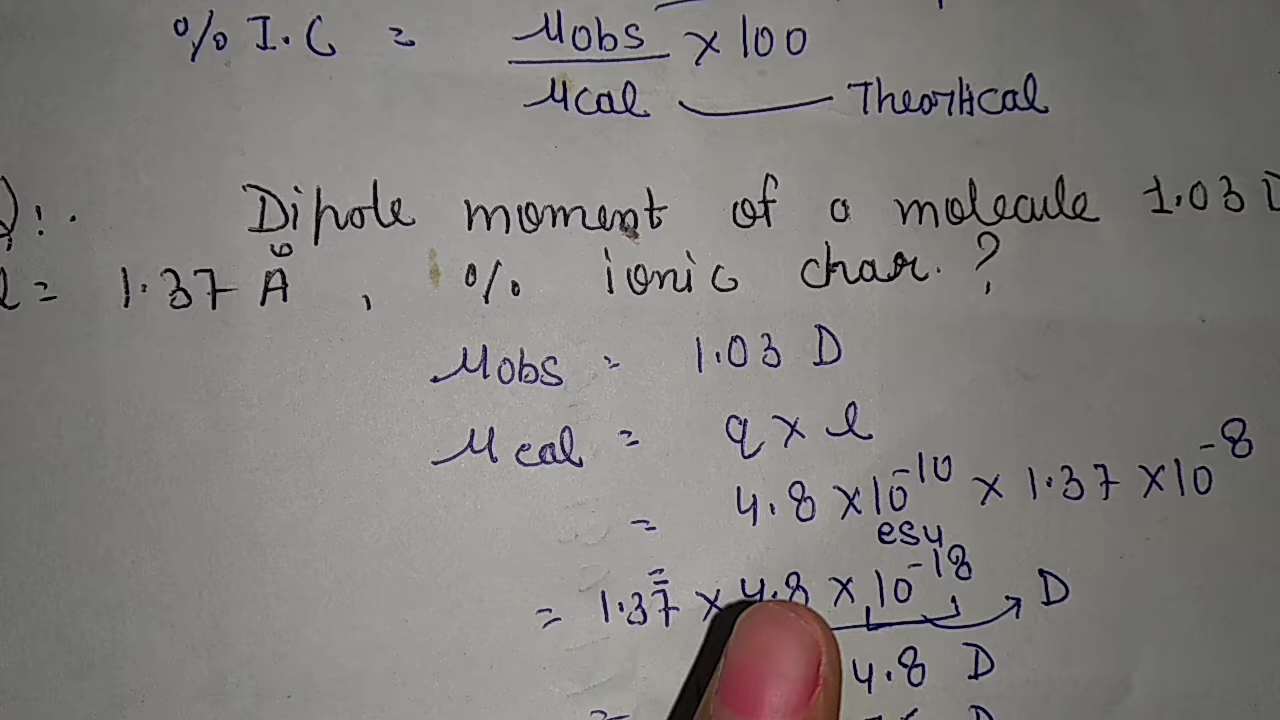 % I.C = μobs / μcal × 100
Theortical
Q:. Dipole moment of a molecule 1.03 D
l = 1.37 Å , % ionic char. ?
μobs = 1.03 D
μcal = q × l
= 4.8 × 10⁻¹⁰ × 1.37 × 10⁻⁸
esu
= 1.37 × 4.8 × 10⁻¹⁸ → D
4.8 D
= D